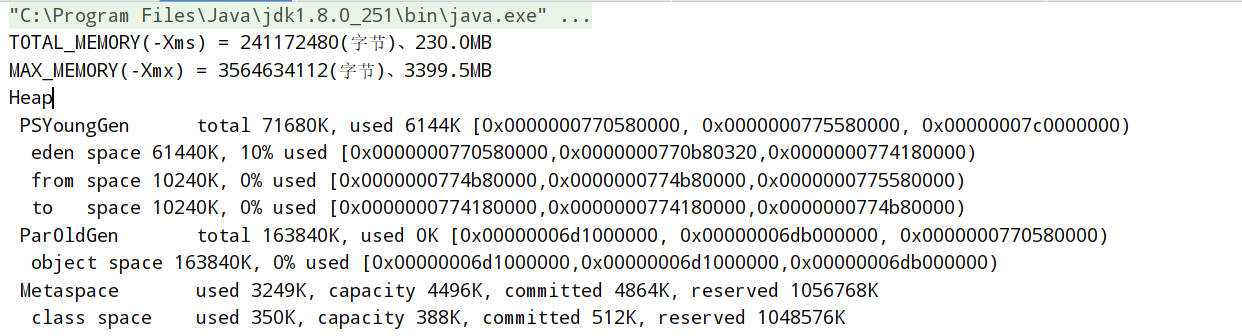 "C:\Program Files\Java\jdk1.8.0_251\bin\java.exe" ...
TOTAL_MEMORY(-Xms) = 241172480(字节)、230.0MB
MAX_MEMORY(-Xmx) = 3564634112(字节)、3399.5MB
Heap
PSYoungGen      total 71680K, used 6144K [0x0000000770580000, 0x0000000775580000, 0x00000007c0000000)
eden space 61440K, 10% used [0x0000000770580000,0x0000000770b80320,0x0000000774180000)
from space 10240K, 0% used [0x0000000774b80000,0x0000000774b80000,0x0000000775580000)
to   space 10240K, 0% used [0x0000000774180000,0x0000000774180000,0x0000000774b80000)
ParOldGen       total 163840K, used 0K [0x00000006d1000000, 0x00000006db000000, 0x0000000770580000)
object space 163840K, 0% used [0x00000006d1000000,0x00000006d1000000,0x00000006db000000)
Metaspace       used 3249K, capacity 4496K, committed 4864K, reserved 1056768K
class space    used 350K, capacity 388K, committed 512K, reserved 1048576K